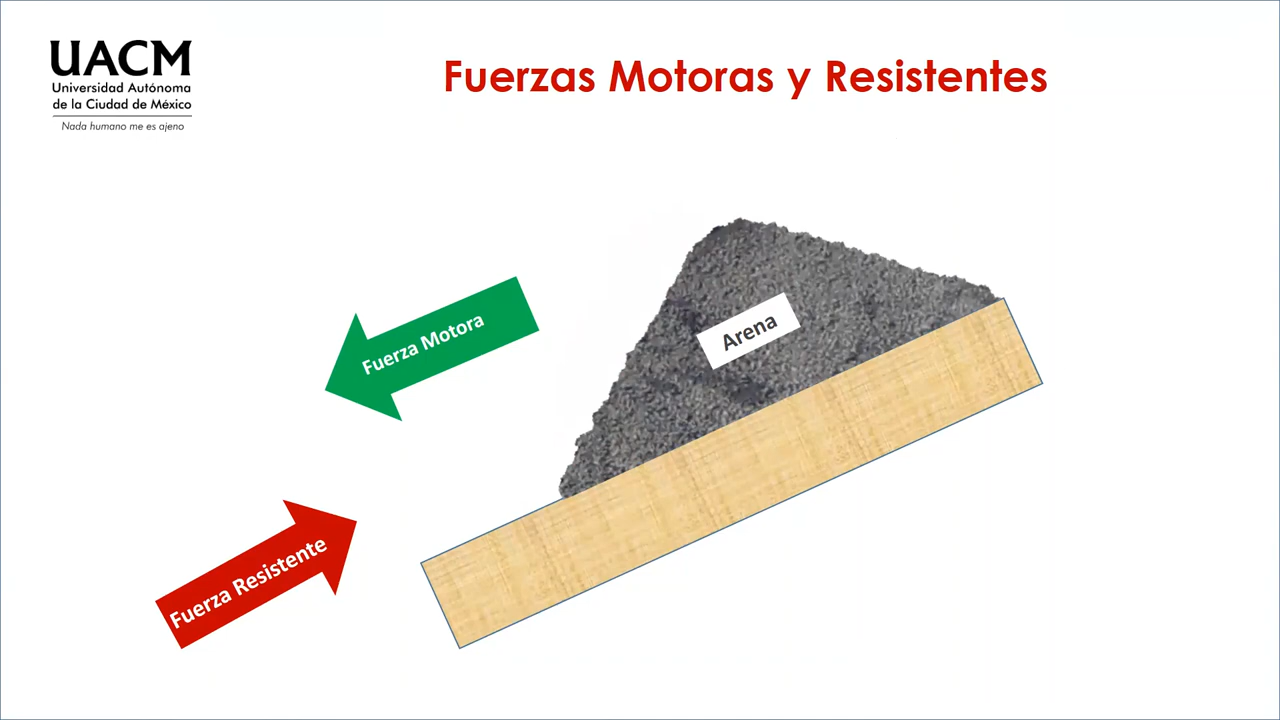 UACM
Universidad Autónoma
de la Ciudad de México
Nada humano me es ajeno
Fuerzas Motoras y Resistentes
Fuerza Motora
Arena
Fuerza Resistente